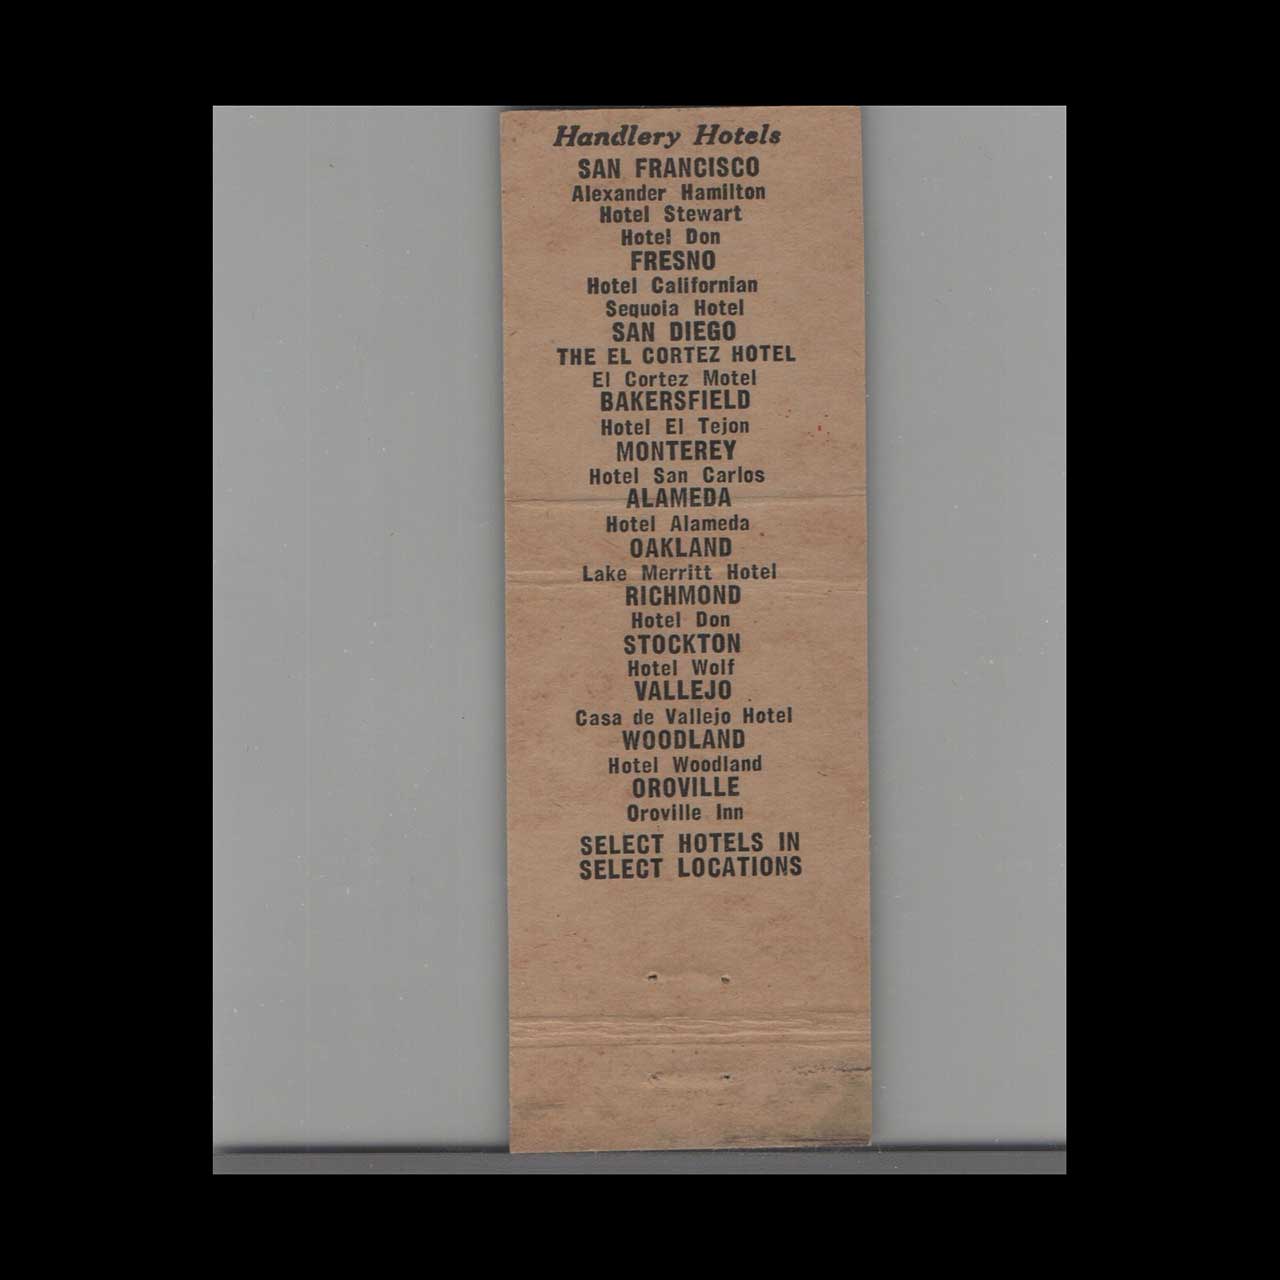 Handlery Hotels
SAN FRANCISCO
Alexander Hamilton
Hotel Stewart
Hotel Don
FRESNO
Hotel Californian
Sequoia Hotel
SAN DIEGO
THE EL CORTEZ HOTEL
El Cortez Motel
BAKERSFIELD
Hotel El Tejon
MONTEREY
Hotel San Carlos
ALAMEDA
Hotel Alameda
OAKLAND
Lake Merritt Hotel
RICHMOND
Hotel Don
STOCKTON
Hotel Wolf
VALLEJO
Casa de Vallejo Hotel
WOODLAND
Hotel Woodland
OROVILLE
Oroville Inn
SELECT HOTELS IN
SELECT LOCATIONS